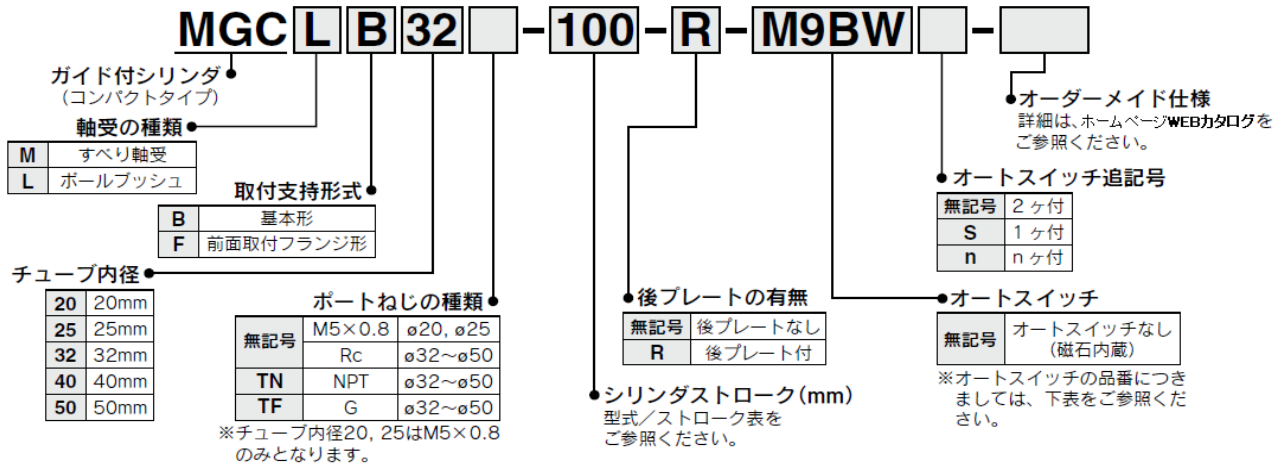 MGC L B 32 - 100 - R - M9BW -
ガイド付シリンダ
(コンパクトタイプ)
軸受の種類
M すべり軸受
L ボールブッシュ
取付支持形式
B 基本形
F 前面取付フランジ形
チューブ内径
20 20mm
25 25mm
32 32mm
40 40mm
50 50mm
ポートねじの種類
無記号 M5×0.8 ø20, ø25
Rc ø32～ø50
TN NPT ø32～ø50
TF G ø32～ø50
※チューブ内径20, 25はM5×0.8
のみとなります。
シリンダストローク(mm)
型式／ストローク表を
ご参照ください。
後プレートの有無
無記号 後プレートなし
R 後プレート付
オートスイッチ
無記号 オートスイッチなし
(磁石内蔵)
※オートスイッチの品番につき
ましては、下表をご参照くだ
さい。
オートスイッチ追記号
無記号 2ヶ付
S 1ヶ付
n nヶ付
オーダーメイド仕様
詳細は、ホームページWEBカタログを
ご参照ください。